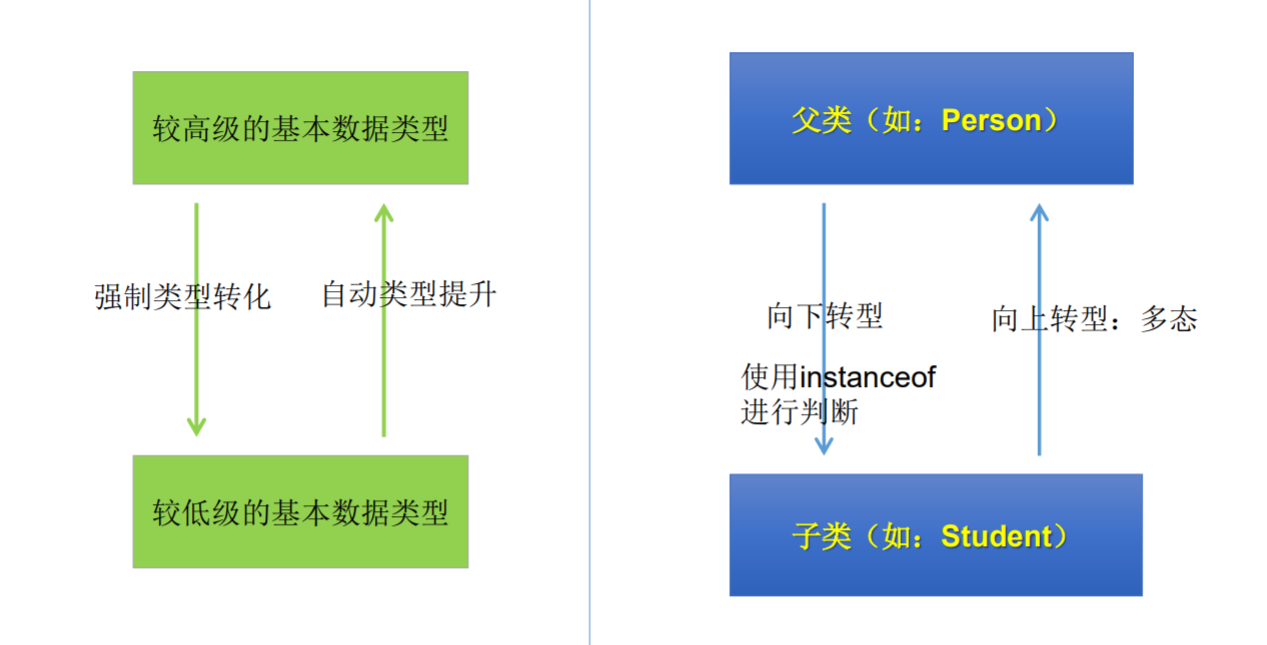 较高级的基本数据类型
强制类型转化
自动类型提升
较低级的基本数据类型
父类（如：Person）
向下转型
使用instanceof
进行判断
向上转型：多态
子类（如：Student）